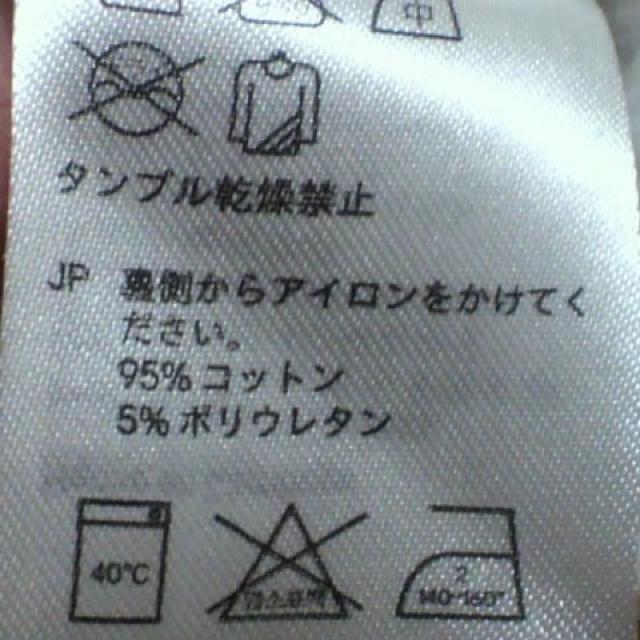 中
タンブル乾燥禁止
JP 裏側からアイロンをかけてく
ださい。
95% コットン
5% ポリウレタン
40℃
2
140~160°